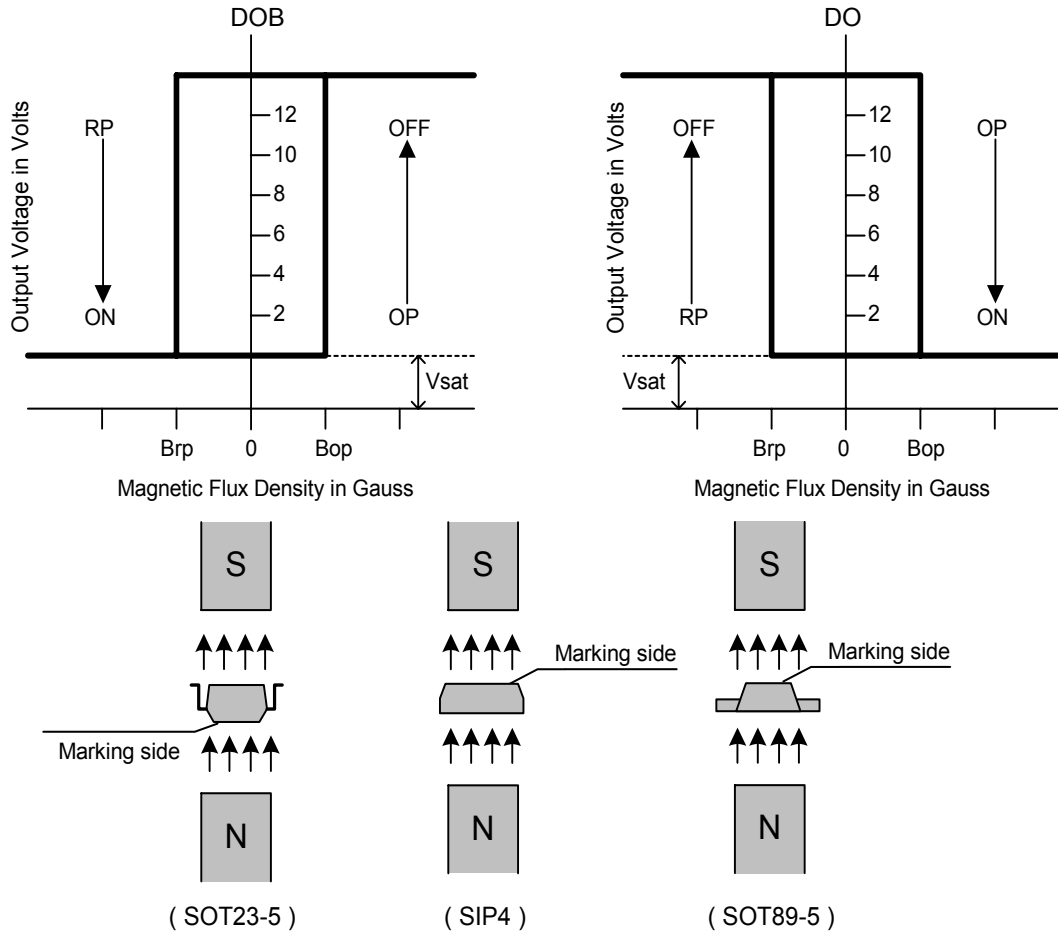 DOB
DO
Output Voltage in Volts
RP
ON
12
10
8
6
4
2
OFF
OP
Vsat
Brp
0
Bop
Magnetic Flux Density in Gauss
Output Voltage in Volts
OFF
RP
12
10
8
6
4
2
OP
ON
Vsat
Brp
0
Bop
Magnetic Flux Density in Gauss
S
Marking side
N
( SOT23-5 )
S
Marking side
N
( SIP4 )
S
Marking side
N
( SOT89-5 )